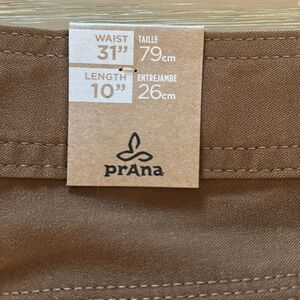 WAIST TAILLE
31” 79cm
LENGTH ENTREJAMBE
10” 26cm
prAna